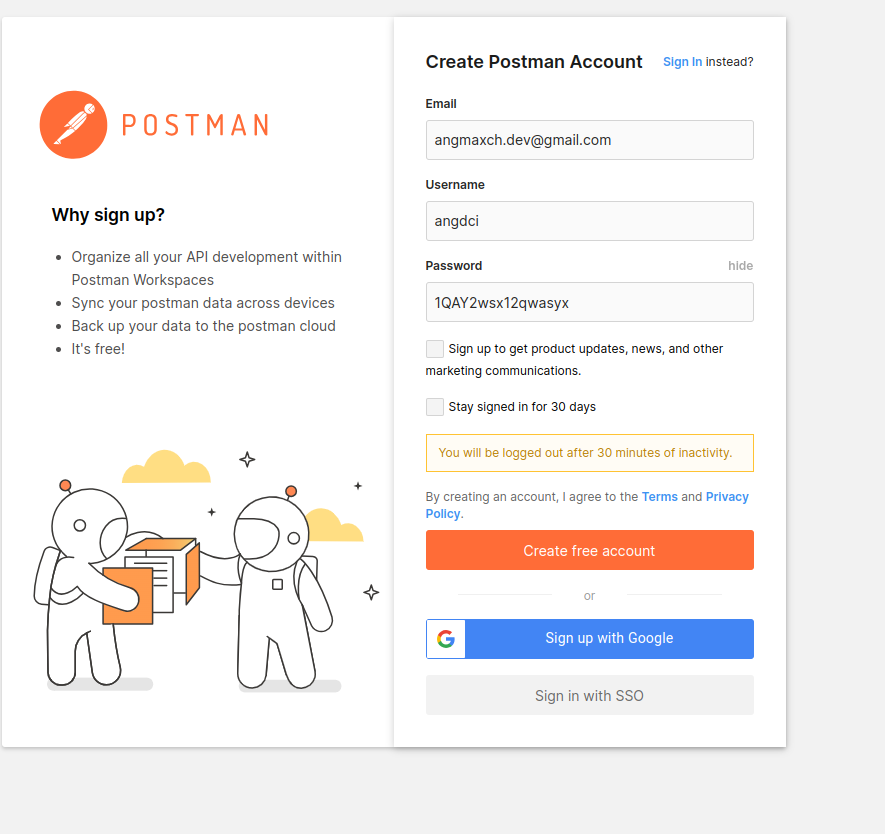 POSTMAN
Why sign up?
Organize all your API development within
Postman Workspaces
Sync your postman data across devices
Back up your data to the postman cloud
It's free!
Create Postman Account
Sign In instead?
Email
angmaxch.dev@gmail.com
Username
angdci
Password
hide
1QAY2wsx12qwasyx
Sign up to get product updates, news, and other
marketing communications.
Stay signed in for 30 days
You will be logged out after 30 minutes of inactivity.
By creating an account, I agree to the Terms and Privacy
Policy.
Create free account
or
Sign up with Google
Sign in with SSO